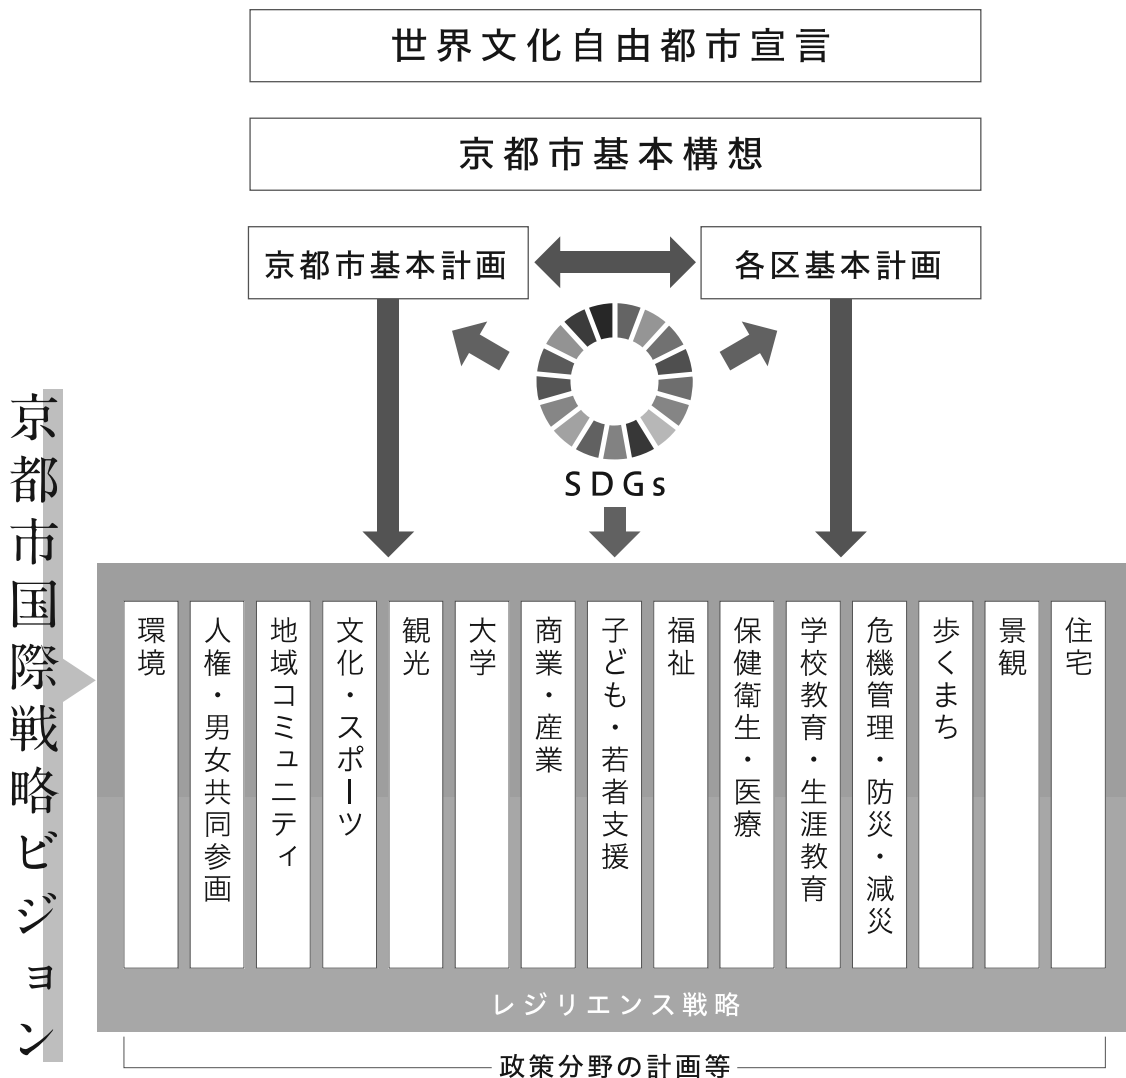 世界文化自由都市宣言
京都市基本構想
京都市基本計画
各区基本計画
SDGs
京都市国際戦略ビジョン
環境
人権・男女共同参画
地域コミュニティ
文化・スポーツ
観光
大学
商業・産業
子ども・若者支援
福祉
保健衛生・医療
学校教育・生涯教育
危機管理・防災・減災
歩くまち
景観
住宅
レジリエンス戦略
政策分野の計画等